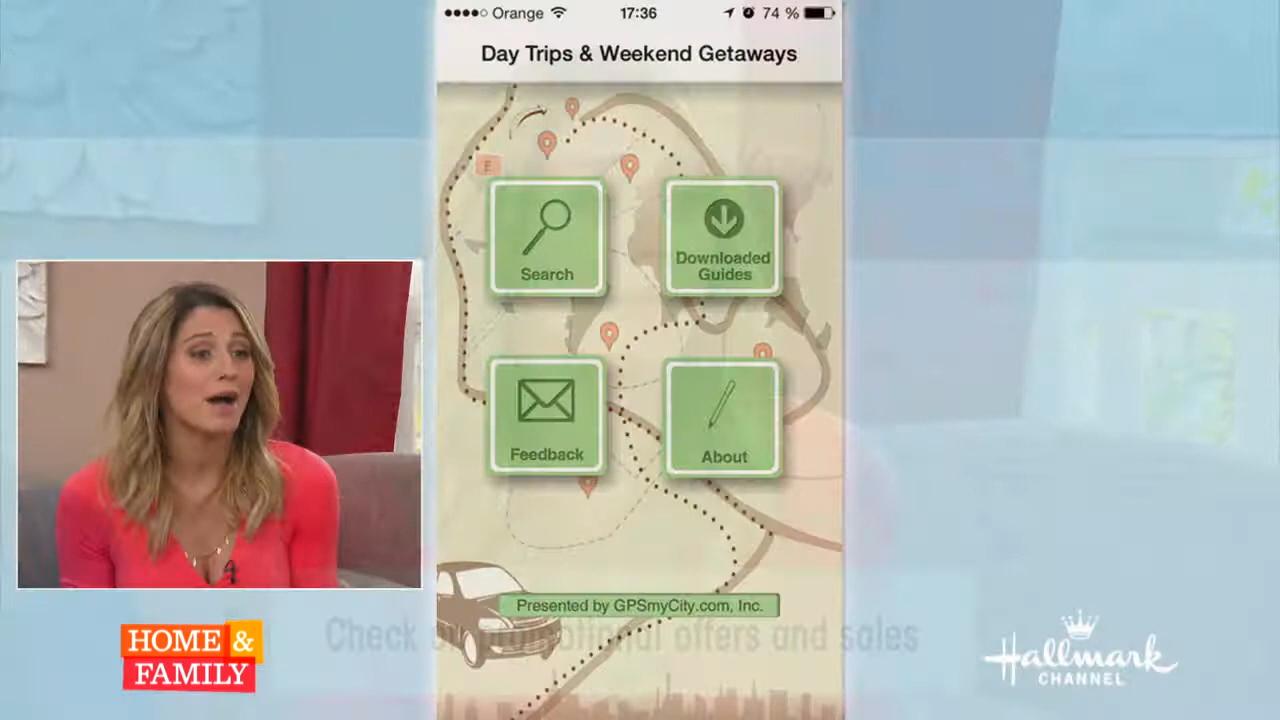 Orange 17:36 74 %
Day Trips & Weekend Getaways
F
Search
Downloaded
Guides
Feedback
About
Presented by GPSmyCity.com, Inc.
Check promotional offers and sales
HOME &
FAMILY
Hallmark
CHANNEL